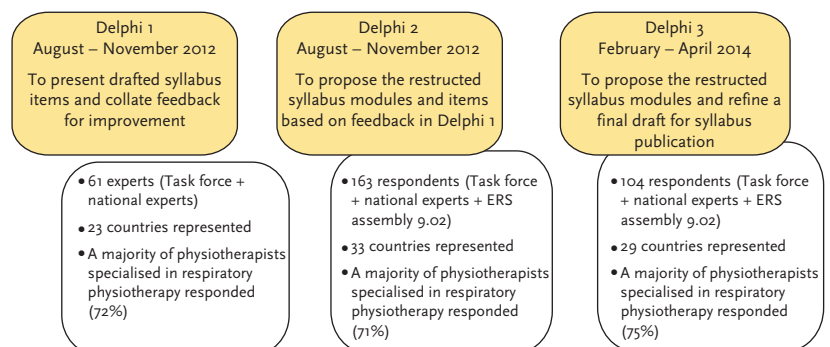 Delphi 1
August – November 2012
To present drafted syllabus
items and collate feedback
for improvement
• 61 experts (Task force +
national experts)
• 23 countries represented
• A majority of physiotherapists
specialised in respiratory
physiotherapy responded
(72%)
Delphi 2
August – November 2012
To propose the restructed
syllabus modules and items
based on feedback in Delphi 1
• 163 respondents (Task force
+ national experts + ERS
assembly 9.02)
• 33 countries represented
• A majority of physiotherapists
specialised in respiratory
physiotherapy responded
(71%)
Delphi 3
February – April 2014
To propose the restructed
syllabus modules and refine a
final draft for syllabus
publication
• 104 respondents (Task force
+ national experts + ERS
assembly 9.02)
• 29 countries represented
• A majority of physiotherapists
specialised in respiratory
physiotherapy responded
(75%)